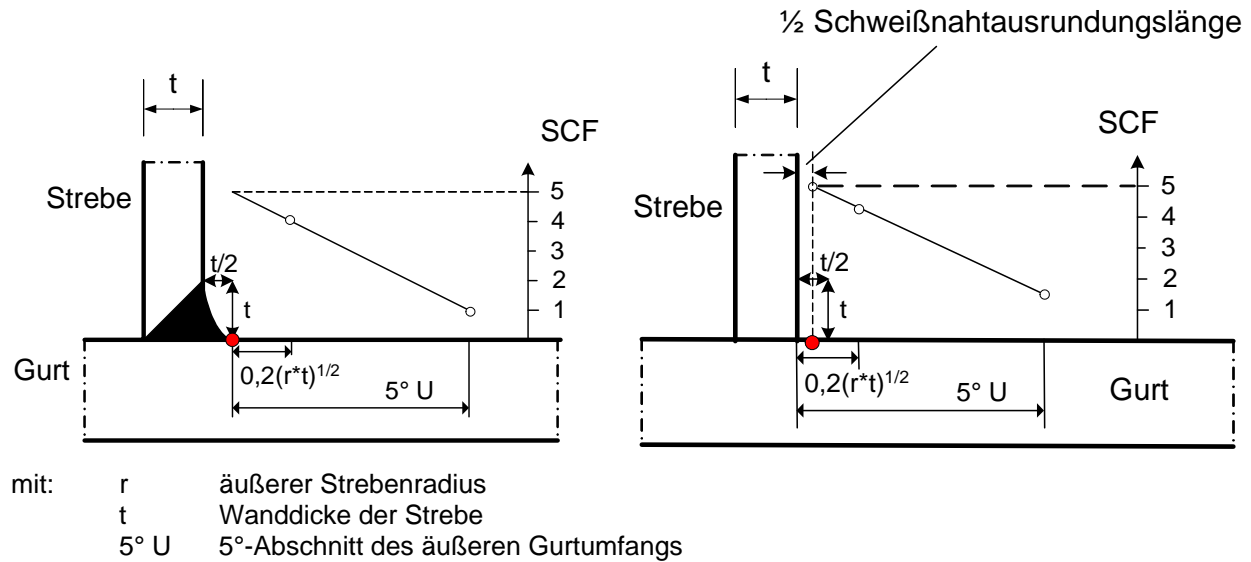 ½ Schweißnahtausrundungslänge
t
SCF
Strebe
5
4
3
2
1
t/2
t
Gurt
0,2(r*t)^1/2
5° U
t
SCF
Strebe
5
4
3
2
1
t/2
t
0,2(r*t)^1/2
5° U
Gurt
mit: r äußerer Strebenradius
t Wanddicke der Strebe
5° U 5°-Abschnitt des äußeren Gurtumfangs